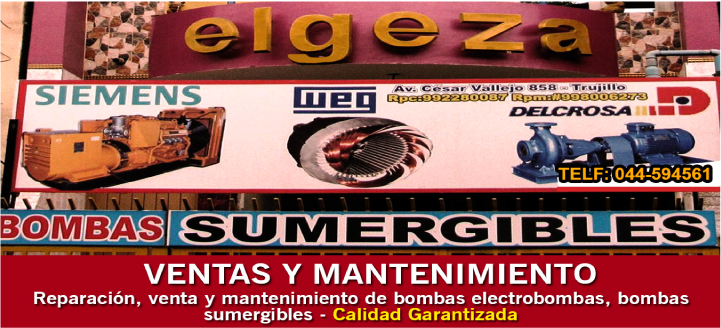 elgeza
SIEMENS
WEG
Av. César Vallejo 858 - Trujillo
Rpc:992280087 Rpm:#998006273
DELCROSA
TELF: 044-594561
BOMBAS SUMERGIBLES
VENTAS Y MANTENIMIENTO
Reparación, venta y mantenimiento de bombas electrobombas, bombas
sumergibles - Calidad Garantizada